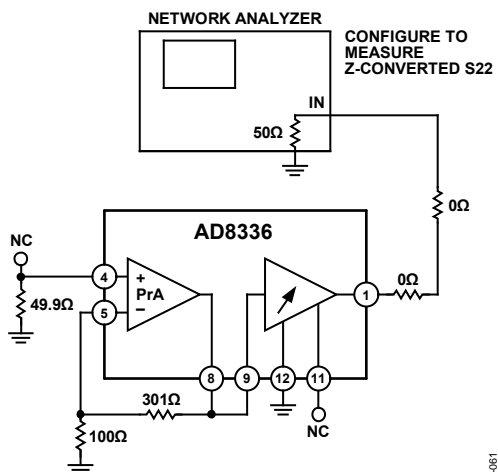 NETWORK ANALYZER
CONFIGURE TO
MEASURE
Z-CONVERTED S22
IN
50Ω
0Ω
NC
AD8336
0Ω
4
+
PrA
1
49.9Ω
5
–
8
9
12
11
301Ω
100Ω
NC
-061